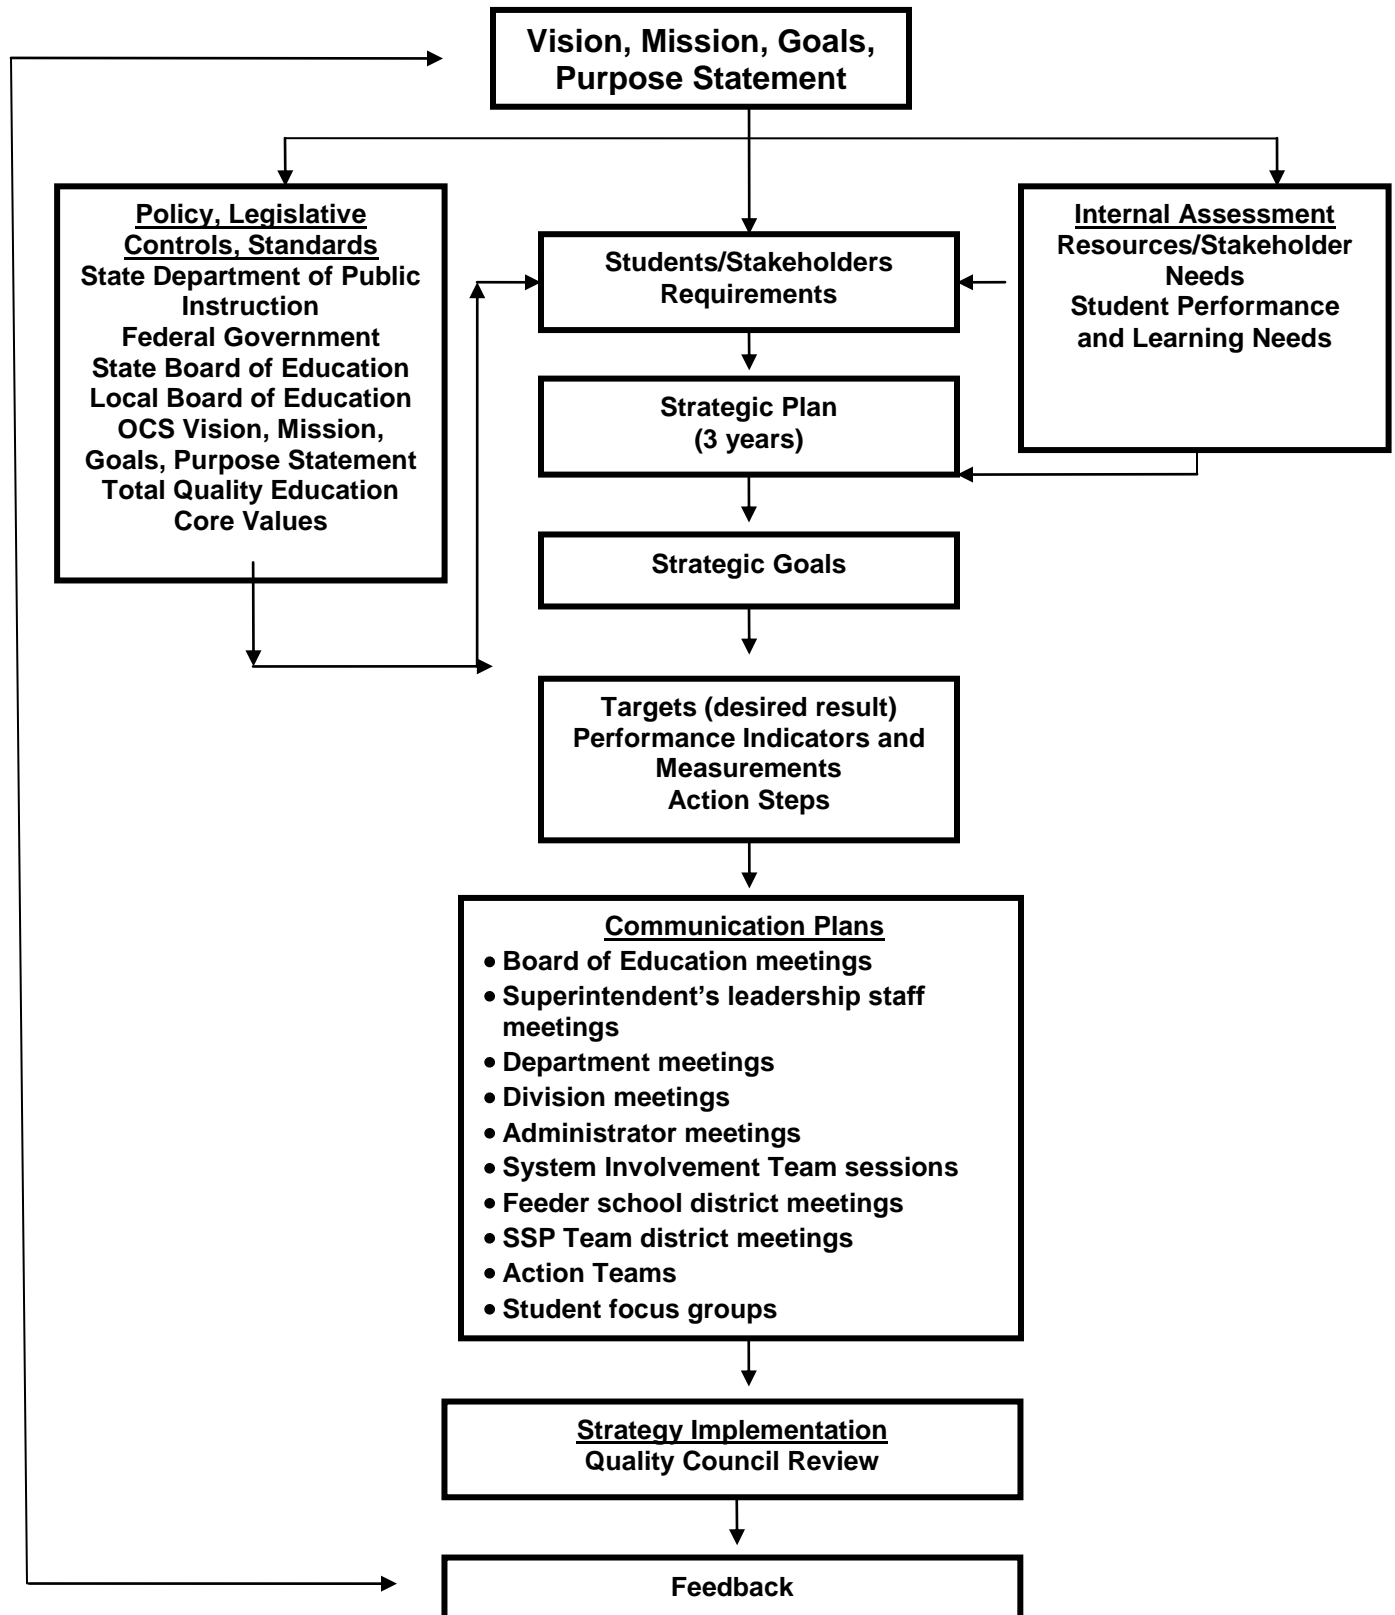 Vision, Mission, Goals,
Purpose Statement
Policy, Legislative
Controls, Standards
State Department of Public
Instruction
Federal Government
State Board of Education
Local Board of Education
OCS Vision, Mission,
Goals, Purpose Statement
Total Quality Education
Core Values
Students/Stakeholders
Requirements
Internal Assessment
Resources/Stakeholder
Needs
Student Performance
and Learning Needs
Strategic Plan
(3 years)
Strategic Goals
Targets (desired result)
Performance Indicators and
Measurements
Action Steps
Communication Plans
• Board of Education meetings
• Superintendent’s leadership staff
meetings
• Department meetings
• Division meetings
• Administrator meetings
• System Involvement Team sessions
• Feeder school district meetings
• SSP Team district meetings
• Action Teams
• Student focus groups
Strategy Implementation
Quality Council Review
Feedback